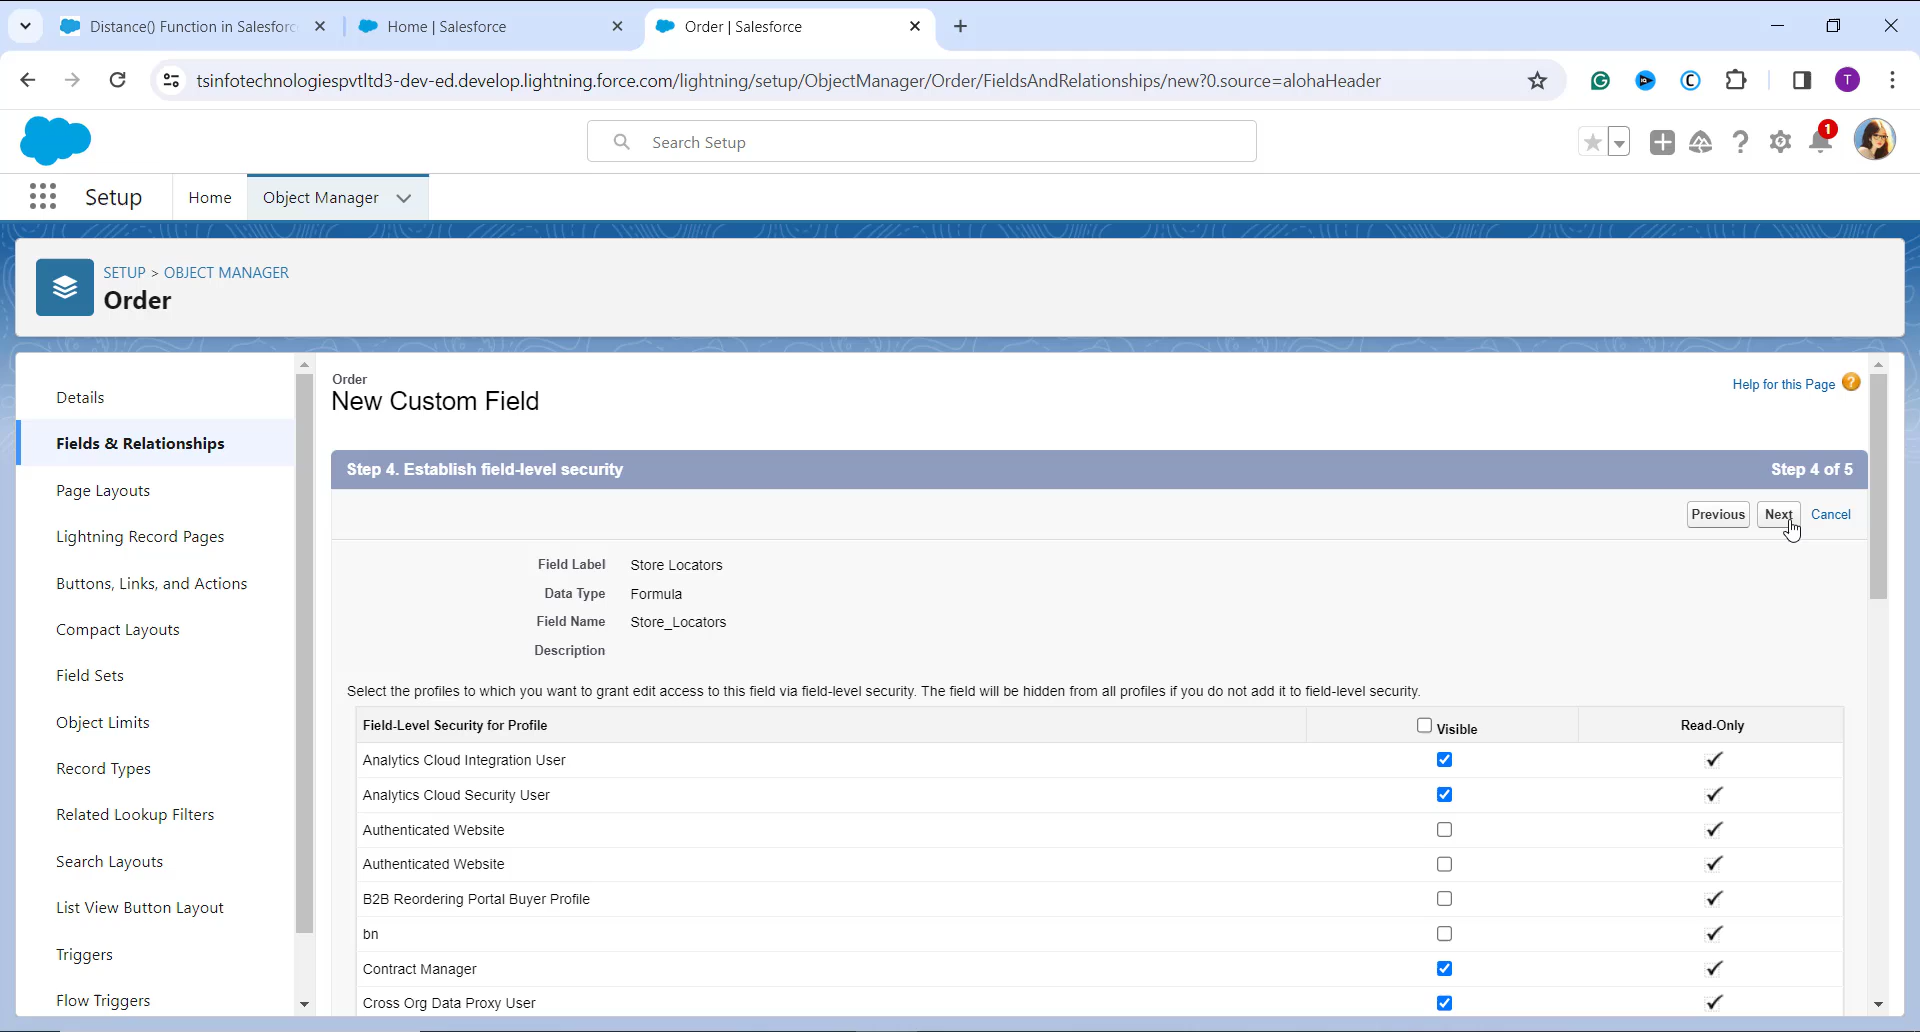 Distance() Function in Salesforc
Home | Salesforce
Order | Salesforce
tsinfotechnologiespvtltd3-dev-ed.develop.lightning.force.com/lightning/setup/ObjectManager/Order/FieldsAndRelationships/new?0.source=alohaHeader
T
Search Setup
1
Setup
Home
Object Manager
SETUP > OBJECT MANAGER
Order
Details
Fields & Relationships
Page Layouts
Lightning Record Pages
Buttons, Links, and Actions
Compact Layouts
Field Sets
Object Limits
Record Types
Related Lookup Filters
Search Layouts
List View Button Layout
Triggers
Flow Triggers
Order
New Custom Field
Help for this Page ?
Step 4. Establish field-level security
Step 4 of 5
Previous Next Cancel
Field Label Store Locators
Data Type Formula
Field Name Store_Locators
Description
Select the profiles to which you want to grant edit access to this field via field-level security. The field will be hidden from all profiles if you do not add it to field-level security.
Field-Level Security for Profile Visible Read-Only
Analytics Cloud Integration User
Analytics Cloud Security User
Authenticated Website
Authenticated Website
B2B Reordering Portal Buyer Profile
bn
Contract Manager
Cross Org Data Proxy User